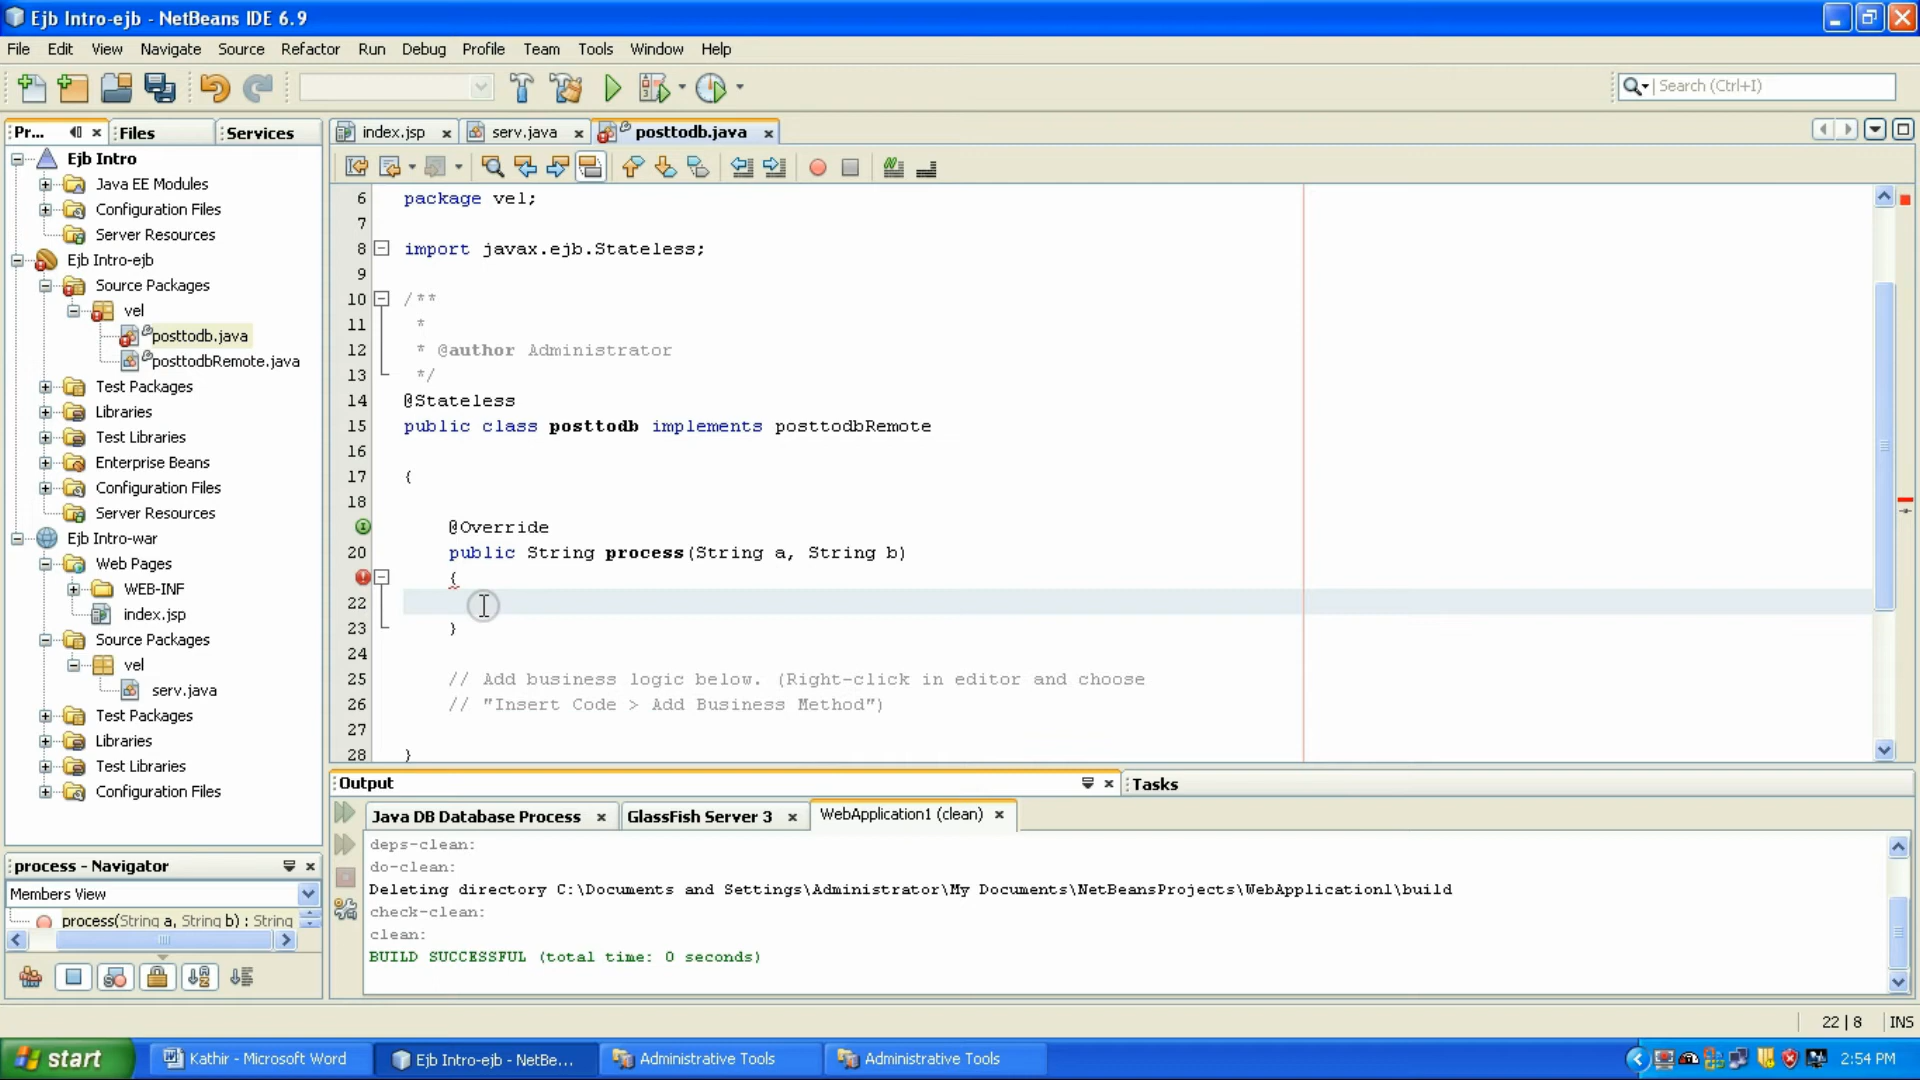 Ejb Intro-ejb - NetBeans IDE 6.9
File Edit View Navigate Source Refactor Run Debug Profile Team Tools Window Help
Search (Ctrl+I)
Pr... Files Services
index.jsp serv.java posttodb.java
Ejb Intro
Java EE Modules
Configuration Files
Server Resources
Ejb Intro-ejb
Source Packages
vel
posttodb.java
posttodbRemote.java
Test Packages
Libraries
Test Libraries
Enterprise Beans
Configuration Files
Server Resources
Ejb Intro-war
Web Pages
WEB-INF
index.jsp
Source Packages
vel
serv.java
Test Packages
Libraries
Test Libraries
Configuration Files
6 package vel;
7
8 import javax.ejb.Stateless;
9
10 /**
11 *
12 * @author Administrator
13 */
14 @Stateless
15 public class posttodb implements posttodbRemote
16
17 {
18
@Override
20 public String process(String a, String b)
{
22
23 }
24
25 // Add business logic below. (Right-click in editor and choose
26 // "Insert Code > Add Business Method")
27
28 }
process - Navigator
Members View
process(String a, String b) : String
Output Tasks
Java DB Database Process GlassFish Server 3 WebApplication1 (clean)
deps-clean:
do-clean:
Deleting directory C:\Documents and Settings\Administrator\My Documents\NetBeansProjects\WebApplication1\build
check-clean:
clean:
BUILD SUCCESSFUL (total time: 0 seconds)
22 | 8 INS
start Kathir - Microsoft Word Ejb Intro-ejb - NetBe... Administrative Tools Administrative Tools 2:54 PM